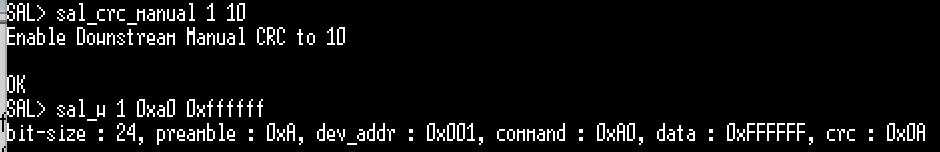 SAL> sal_crc_manual 1 10
Enable Downstream Manual CRC to 10
OK
SAL> sal_w 1 0xa0 0xffffff
bit-size : 24, preamble : 0xA, dev_addr : 0x001, command : 0xA0, data : 0xFFFFFF, crc : 0x0A